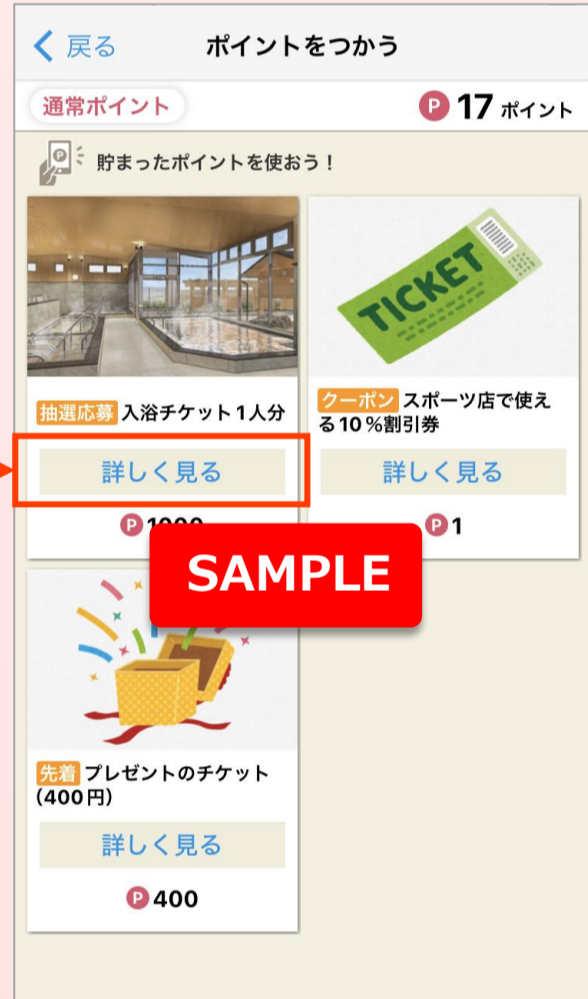 戻る
ポイントをつかう
通常ポイント
P 17 ポイント
P
貯まったポイントを使おう！
TICKET
抽選応募 入浴チケット1人分
クーポン スポーツ店で使え
る10％割引券
詳しく見る
詳しく見る
P
P 1
SAMPLE
先着 プレゼントのチケット
（400円）
詳しく見る
P 400